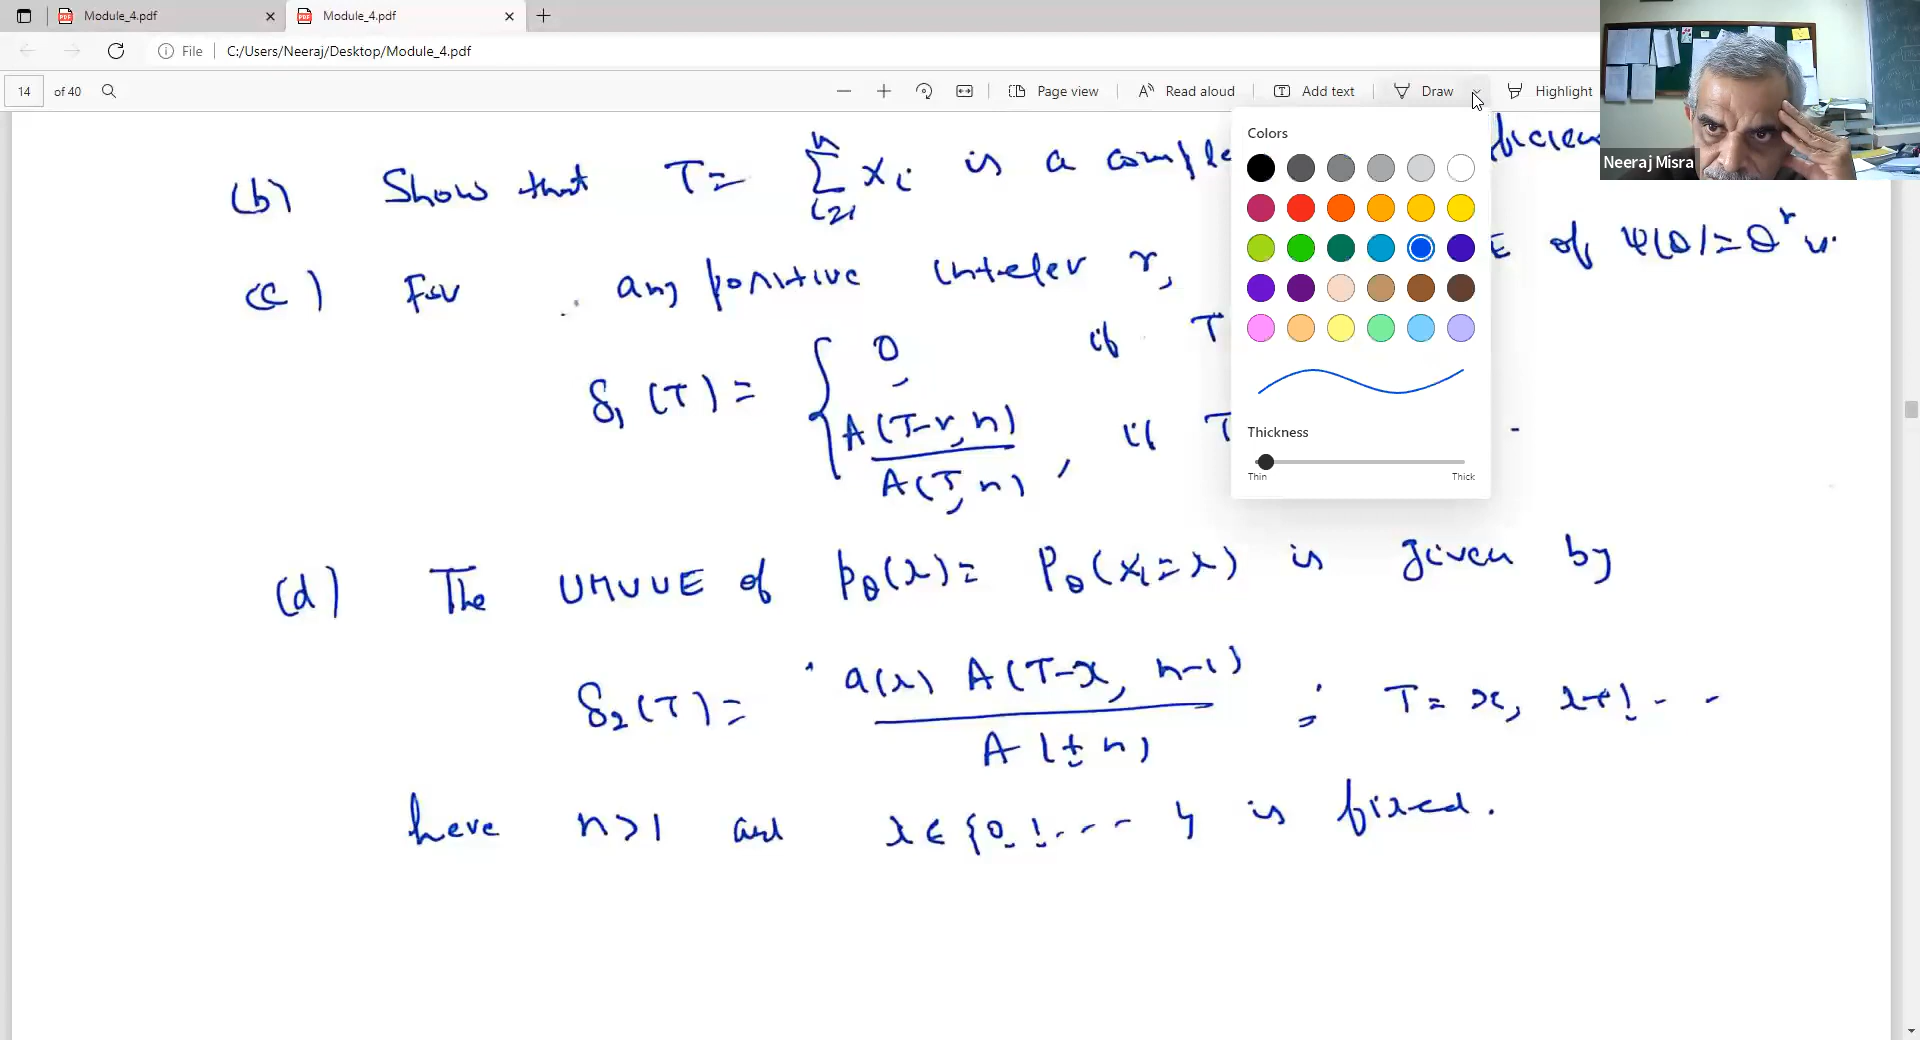 Module_4.pdf Module_4.pdf
File C:/Users/Neeraj/Desktop/Module_4.pdf
14 of 40 Page view Read aloud Add text Draw Highlight
Neeraj Misra
Colors
Thickness
Thin Thick
(b) Show that T = \sum_{i=1}^{n} X_i is a comple
(c) For any positive integer r, of ψ(θ) = θ^r
δ_1(T) = { 0, if T
A(T-r, n) / A(T, n), if T
(d) The UMVUE of p_θ(x) = P_θ(X_1 = x) is given by
δ_2(T) = a(x) A(T-x, n-1) / A(t, n) ; T = x, x+1, ...
here n>1 and x ∈ {0, 1, ... } is fixed.